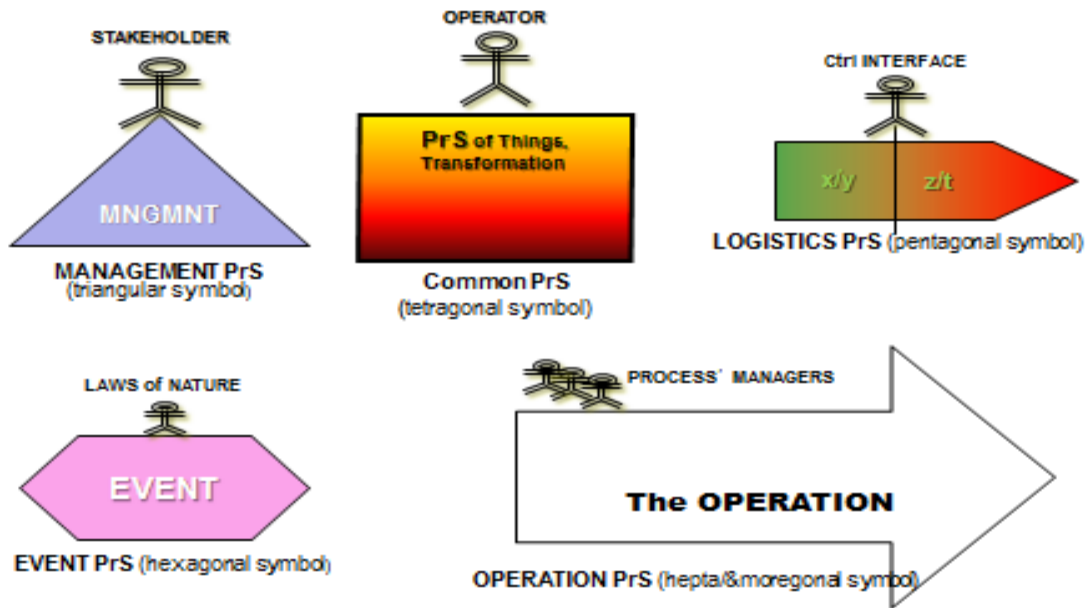 STAKEHOLDER
MNGMNT
MANAGEMENT PrS
(triangular symbol)
OPERATOR
PrS of Things,
Transformation
Common PrS
(tetragonal symbol)
Ctrl INTERFACE
x/y z/t
LOGISTICS PrS (pentagonal symbol)
LAWS of NATURE
EVENT
EVENT PrS (hexagonal symbol)
PROCESS´ MANAGERS
The OPERATION
OPERATION PrS (hepta/&moregonal symbol)